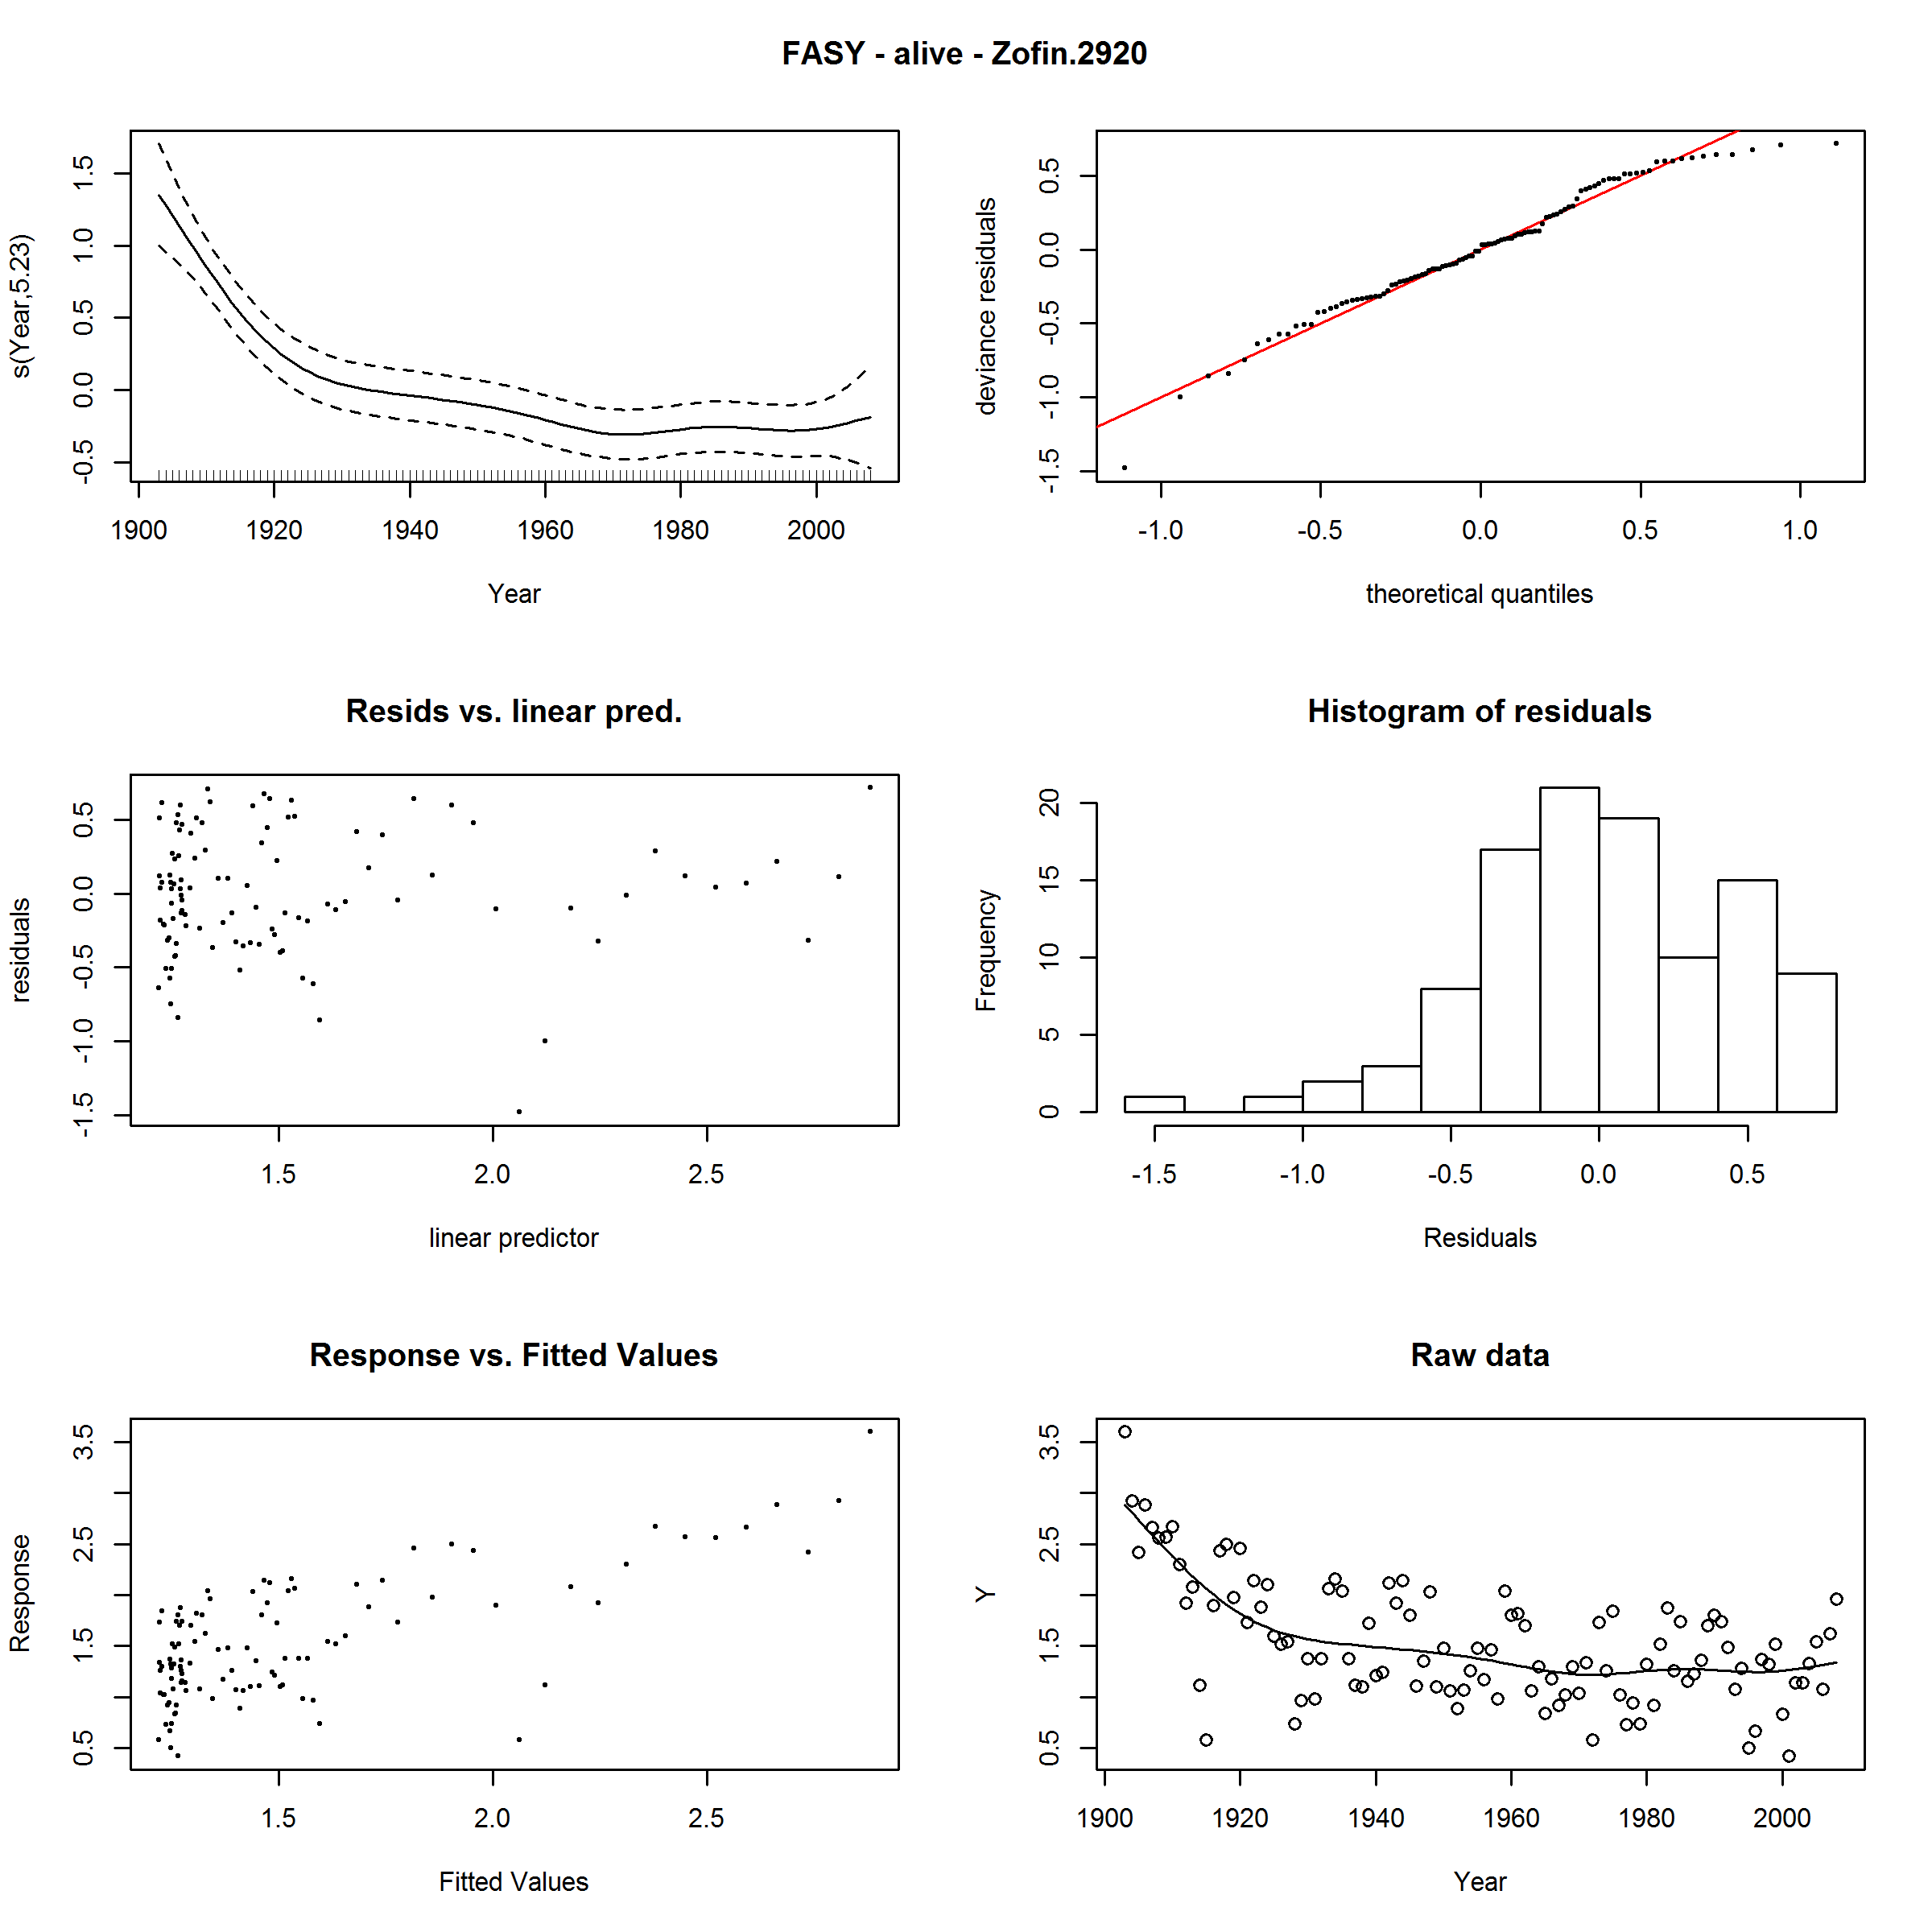 FASY - alive - Zofin.2920
s(Year,5.23)
1.5
1.0
0.5
0.0
-0.5
1900 1920 1940 1960 1980 2000
Year
deviance residuals
0.5
0.0
-0.5
-1.0
-1.5
-1.0 -0.5 0.0 0.5 1.0
theoretical quantiles
Resids vs. linear pred.
residuals
0.5
0.0
-0.5
-1.0
-1.5
1.5 2.0 2.5
linear predictor
Histogram of residuals
Frequency
20
15
10
5
0
-1.5 -1.0 -0.5 0.0 0.5
Residuals
Response vs. Fitted Values
Response
3.5
2.5
1.5
0.5
1.5 2.0 2.5
Fitted Values
Raw data
Y
3.5
2.5
1.5
0.5
1900 1920 1940 1960 1980 2000
Year